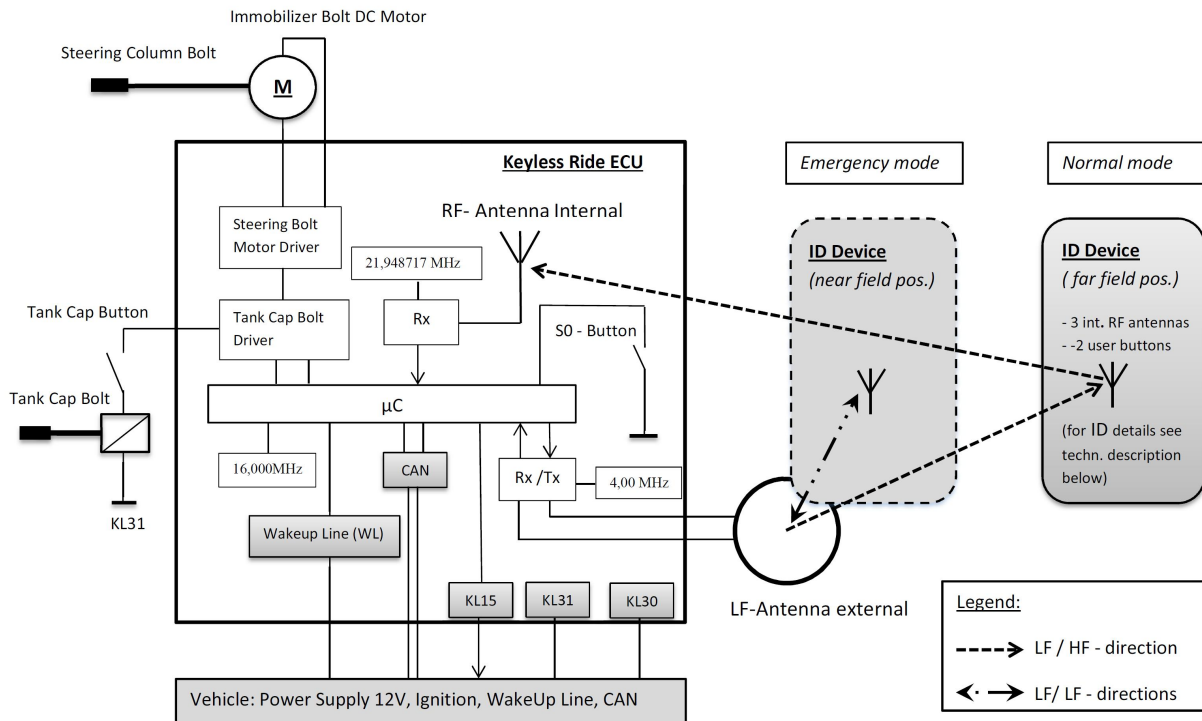 Immobilizer Bolt DC Motor
Steering Column Bolt
M
Keyless Ride ECU
Emergency mode
Normal mode
RF- Antenna Internal
Steering Bolt
Motor Driver
21,948717 MHz
ID Device
(near field pos.)
ID Device
( far field pos.)
- 3 int. RF antennas
- -2 user buttons
(for ID details see
techn. description
below)
Tank Cap Button
Tank Cap Bolt
Driver
Rx
S0 - Button
Tank Cap Bolt
µC
16,000MHz
CAN
Rx /Tx
4,00 MHz
KL31
Wakeup Line (WL)
KL15
KL31
KL30
LF-Antenna external
Legend:
LF / HF - direction
LF/ LF - directions
Vehicle: Power Supply 12V, Ignition, WakeUp Line, CAN